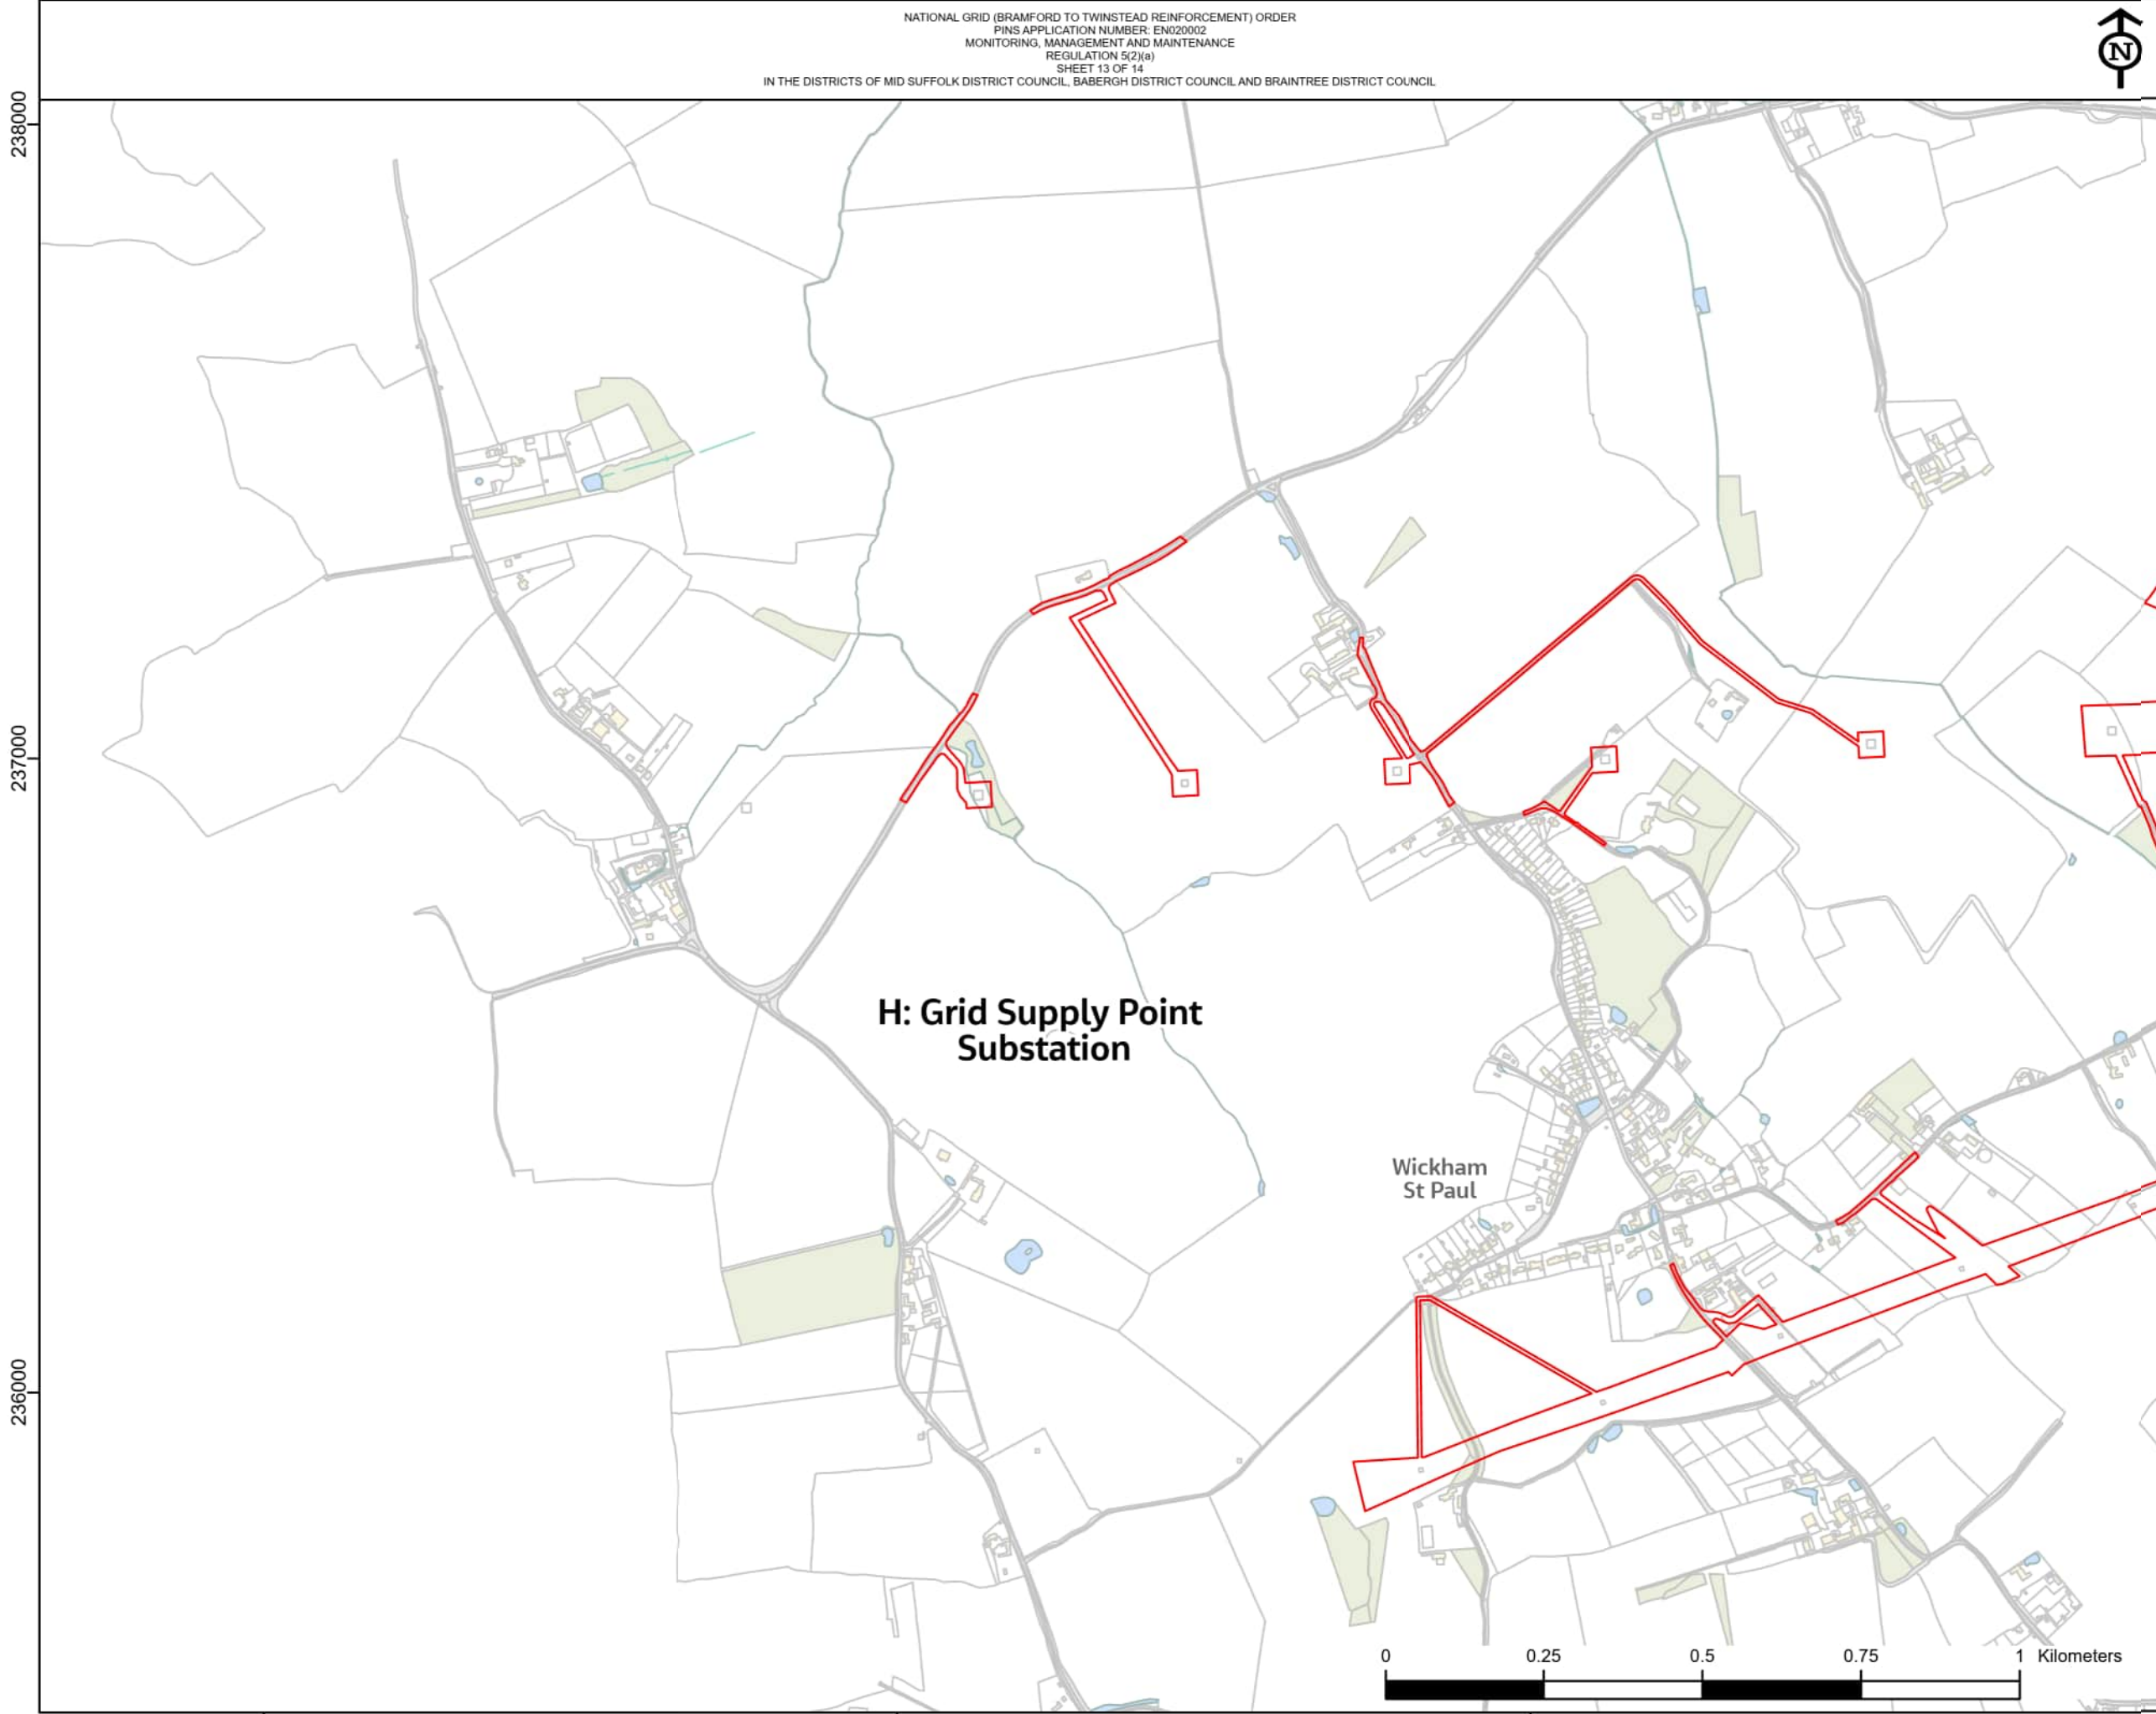 NATIONAL GRID (BRAMFORD TO TWINSTEAD REINFORCEMENT) ORDER
PINS APPLICATION NUMBER: EN020002
MONITORING, MANAGEMENT AND MAINTENANCE
REGULATION 5(2)(a)
SHEET 13 OF 14
IN THE DISTRICTS OF MID SUFFOLK DISTRICT COUNCIL, BABERGH DISTRICT COUNCIL AND BRAINTREE DISTRICT COUNCIL
N
238000
237000
H: Grid Supply Point
Substation
Wickham
St Paul
236000
0 0.25 0.5 0.75 1 Kilometers